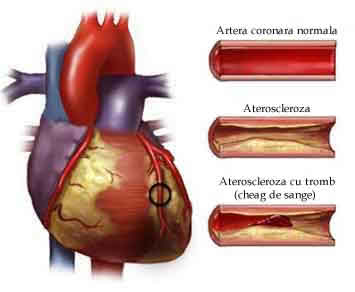 Artera coronara normala
Ateroscleroza
Ateroscleroza cu tromb
(cheag de sange)